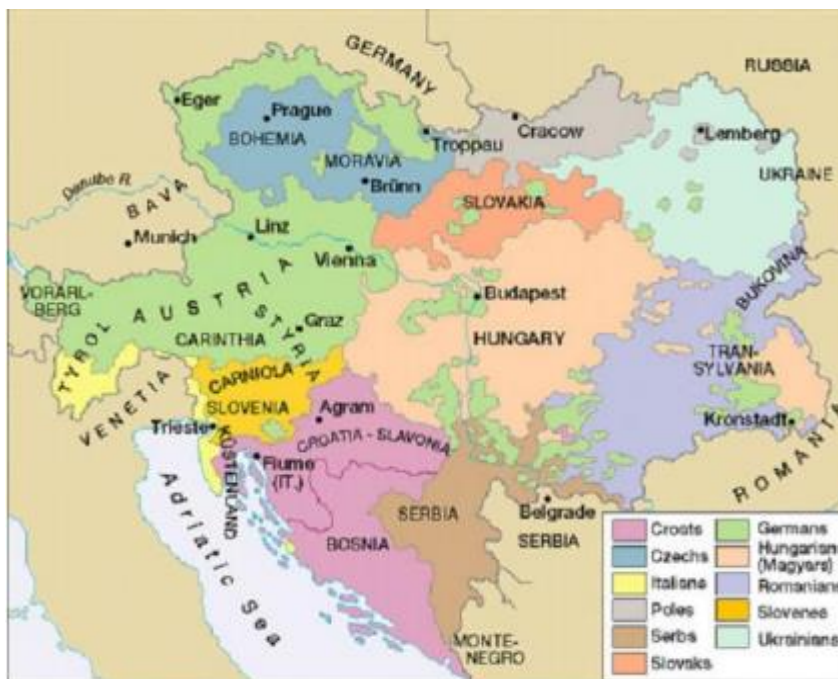 GERMANY
RUSSIA
Eger
Prague
BOHEMIA
Troppau
Cracow
Lemberg
MORAVIA
Brünn
UKRAINE
Danube R.
BAVA
SLOVAKIA
Munich
Linz
Vienna
BUKOVINA
VORARL-
BERG
TYROL
AUSTRIA
STYRIA
Budapest
Graz
CARINTHIA
HUNGARY
TRAN-
SYLVANIA
VENETIA
CARNIOLA
SLOVENIA
Agram
Kronstadt
Trieste
KÜSTENLAND
CROATIA - SLAVONIA
Fiume
(IT.)
ROMANIA
Adriatic Sea
BOSNIA
SERBIA
Belgrade
SERBIA
MONTE-
NEGRO
Croats
Czechs
Italians
Poles
Serbs
Slovaks
Germans
Hungarians
(Magyars)
Romanians
Slovenes
Ukrainians